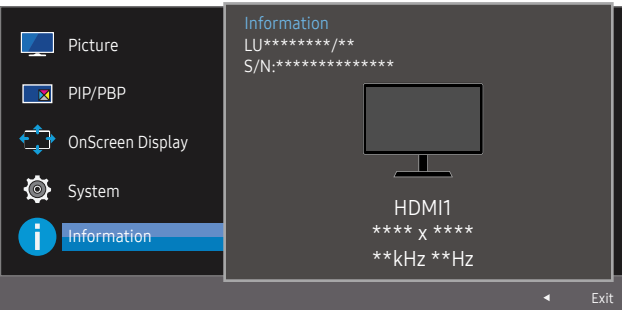 Picture
PIP/PBP
OnScreen Display
System
Information
Information
LU********/**
S/N:**************
HDMI1
**** x ****
**kHz **Hz
Exit